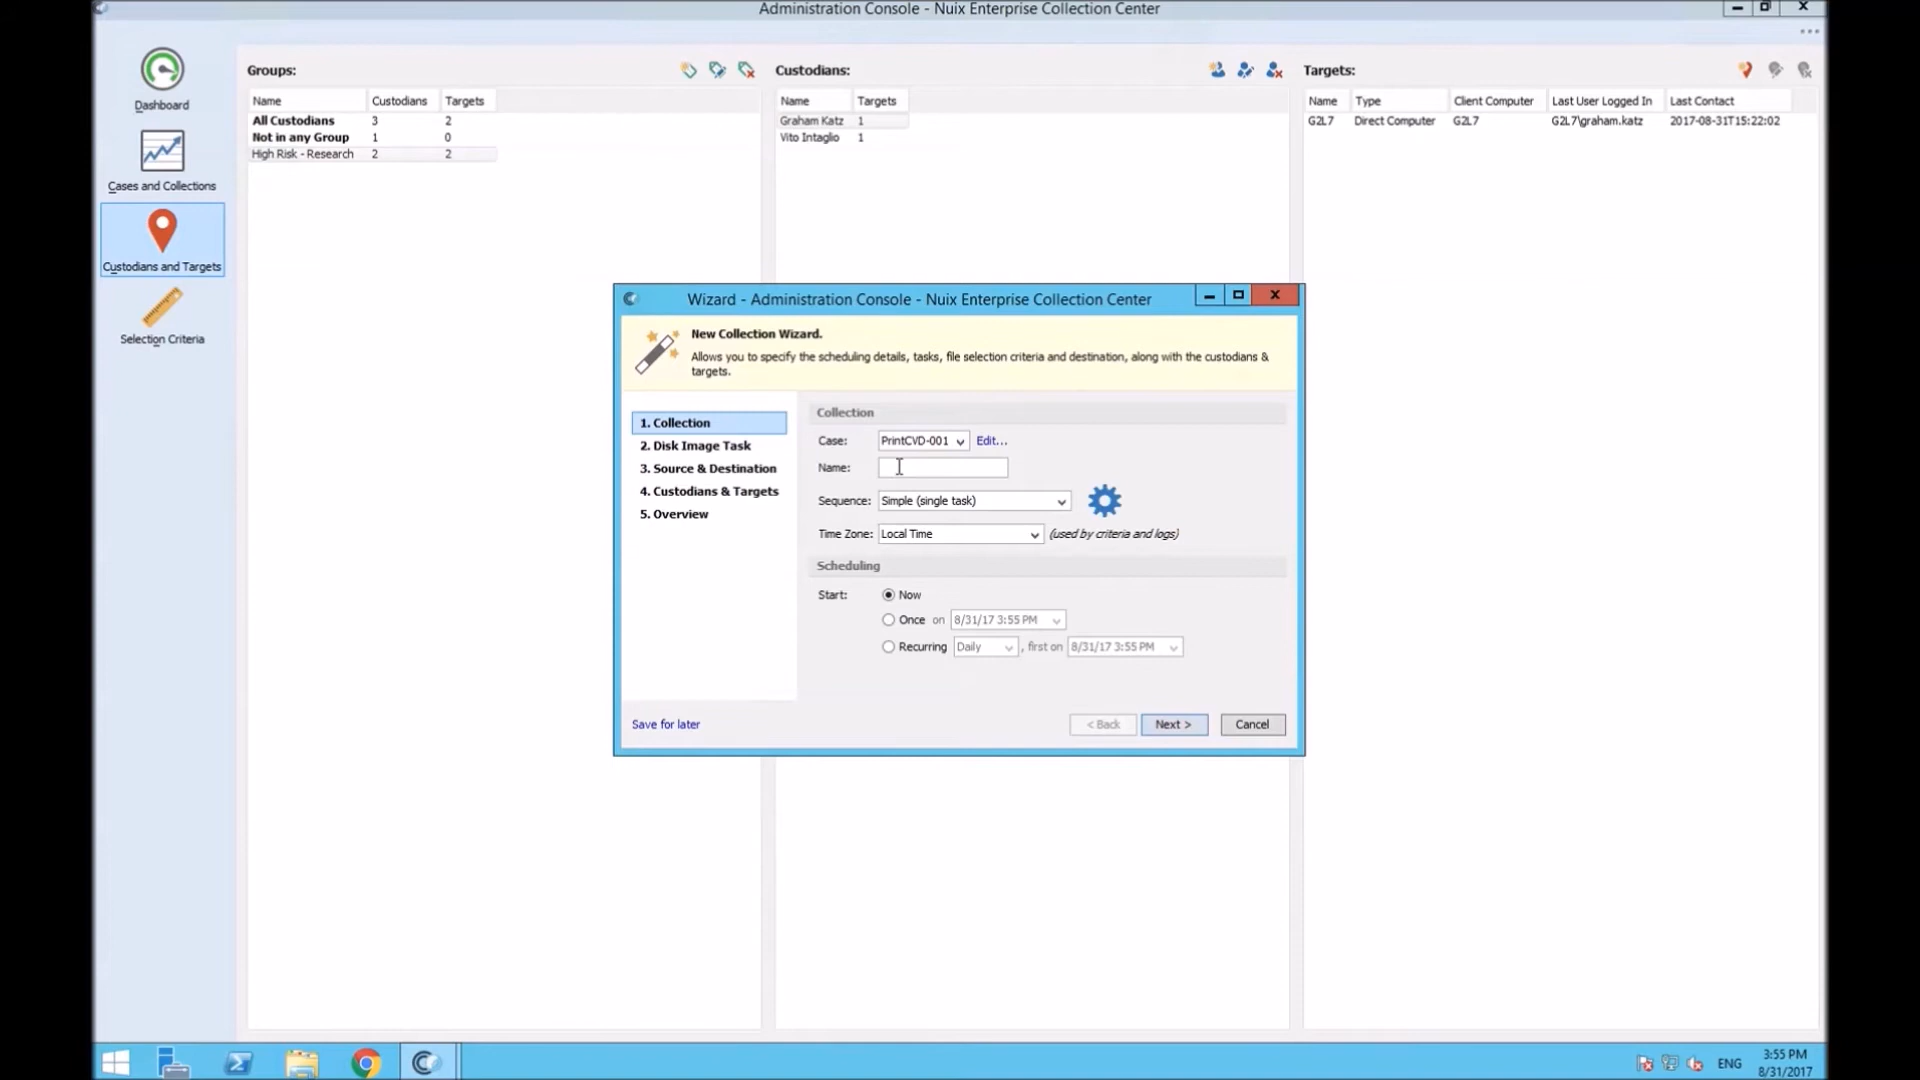 Administration Console - Nuix Enterprise Collection Center
Dashboard
Cases and Collections
Custodians and Targets
Selection Criteria
Groups:
Name Custodians Targets
All Custodians 3 2
Not in any Group 1 0
High Risk - Research 2 2
Custodians:
Name Targets
Graham Katz 1
Vito Intaglio 1
Targets:
Name Type Client Computer Last User Logged In Last Contact
G2L7 Direct Computer G2L7 G2L7\graham.katz 2017-08-31T15:22:02
Wizard - Administration Console - Nuix Enterprise Collection Center
New Collection Wizard.
Allows you to specify the scheduling details, tasks, file selection criteria and destination, along with the custodians &
targets.
1. Collection
2. Disk Image Task
3. Source & Destination
4. Custodians & Targets
5. Overview
Collection
Case: PrintCVD-001 Edit...
Name:
Sequence: Simple (single task)
Time Zone: Local Time (used by criteria and logs)
Scheduling
Start: Now
Once on 8/31/17 3:55 PM
Recurring Daily , first on 8/31/17 3:55 PM
Save for later < Back Next > Cancel
ENG
3:55 PM
8/31/2017